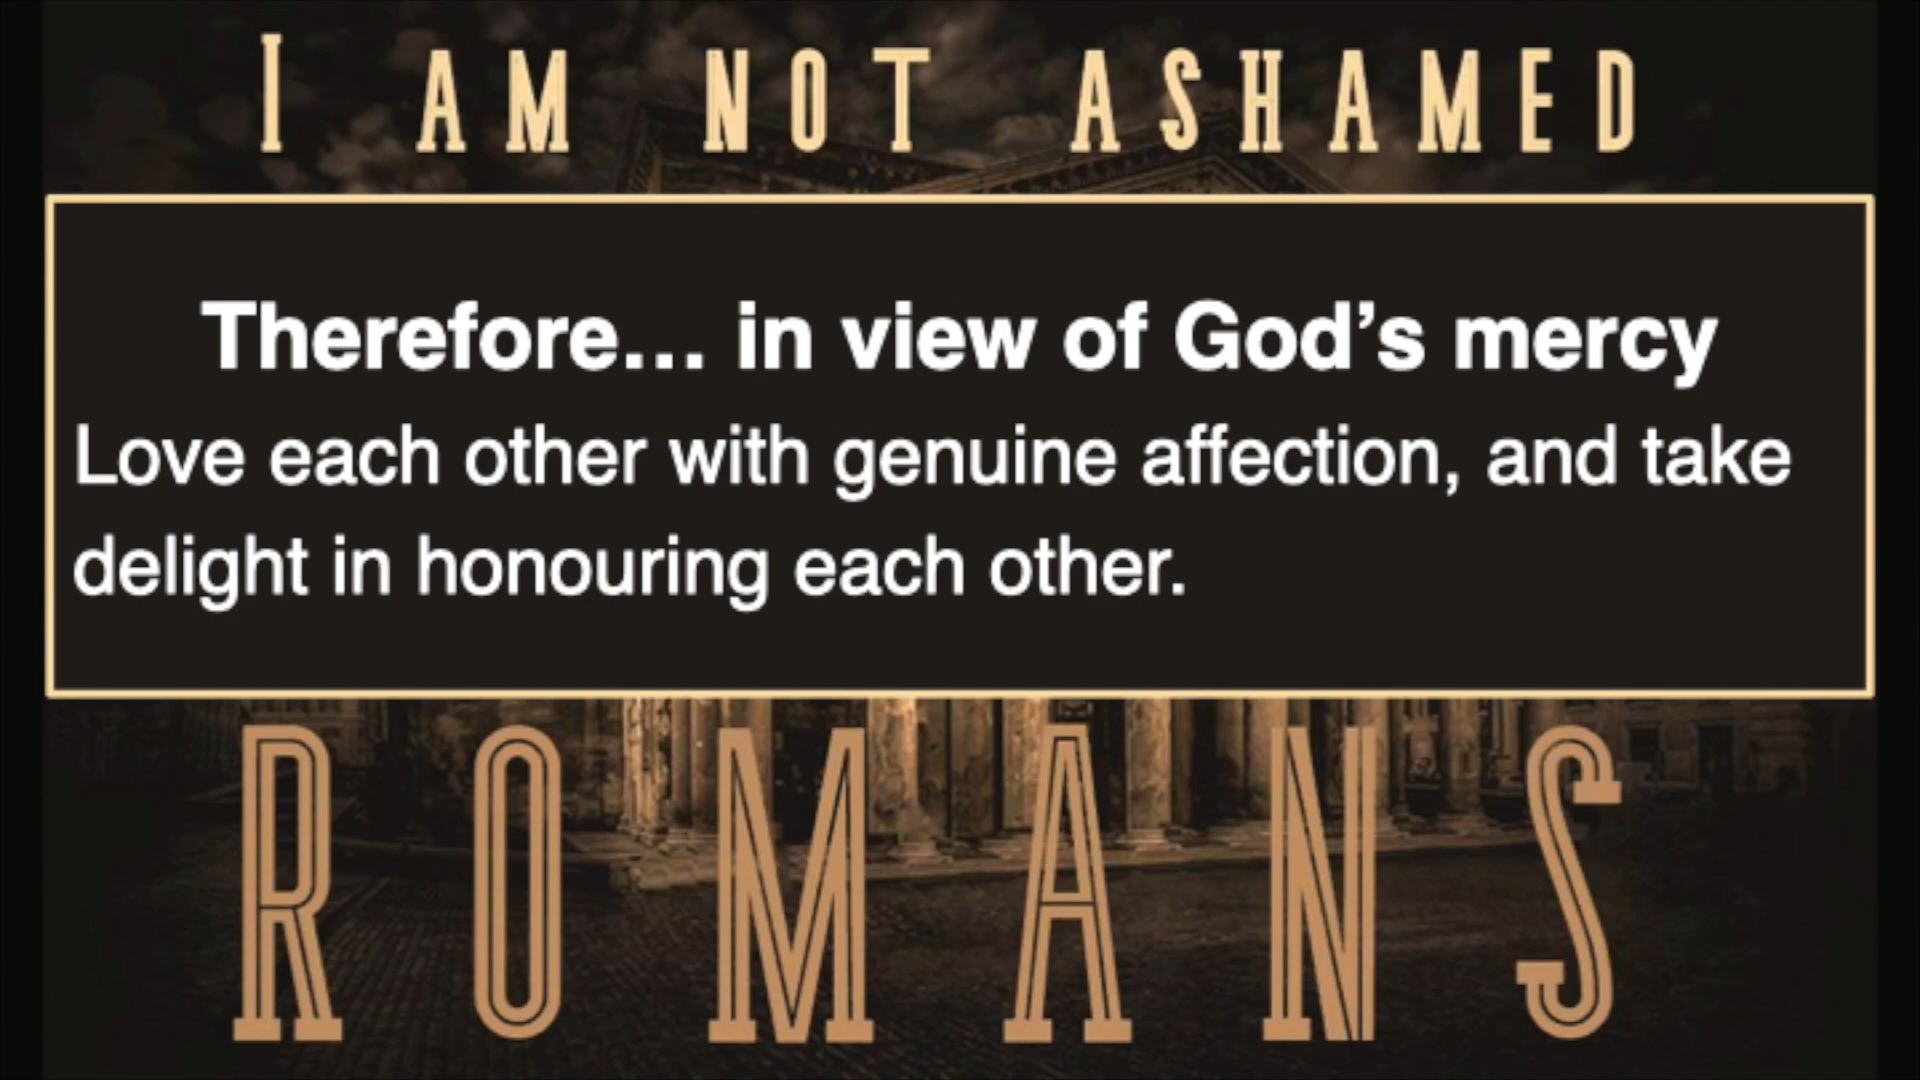 I AM NOT ASHAMED
Therefore... in view of God's mercy
Love each other with genuine affection, and take
delight in honouring each other.
ROMANS